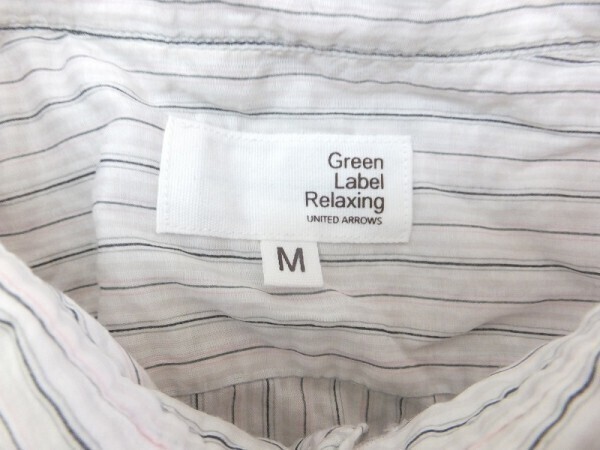 Green
Label
Relaxing
UNITED ARROWS
M